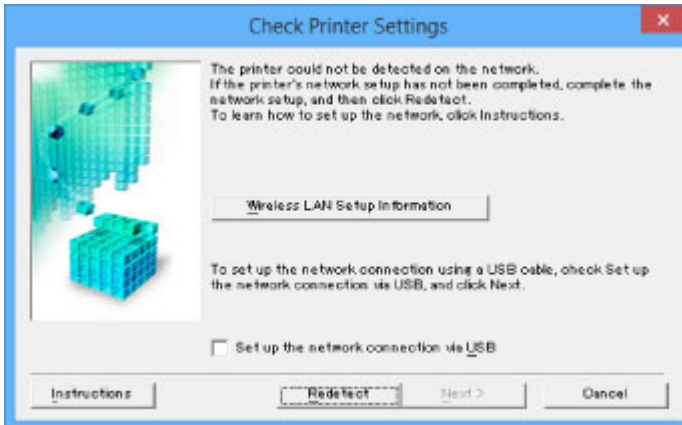 Check Printer Settings
The printer could not be detected on the network.
If the printer's network setup has not been completed, complete the
network setup, and then click Redetect.
To learn how to set up the network, click Instructions.
Wireless LAN Setup Information
To set up the network connection using a USB cable, check Set up
the network connection via USB, and click Next.
Set up the network connection via USB
Instructions Redetect Next > Cancel